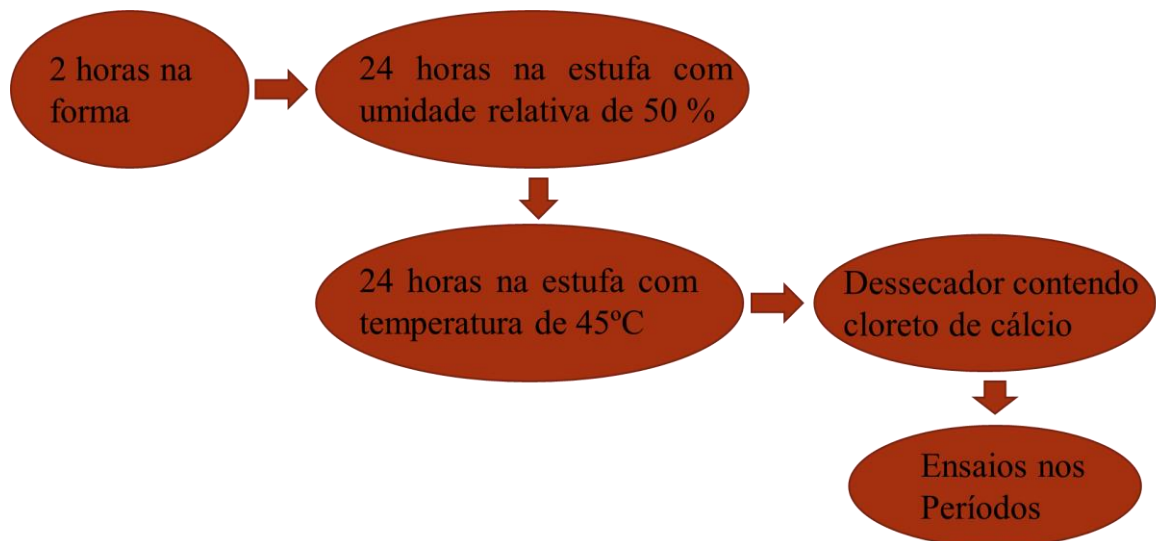 2 horas na
forma
24 horas na estufa com
umidade relativa de 50 %
24 horas na estufa com
temperatura de 45ºC
Dessecador contendo
cloreto de cálcio
Ensaios nos
Períodos